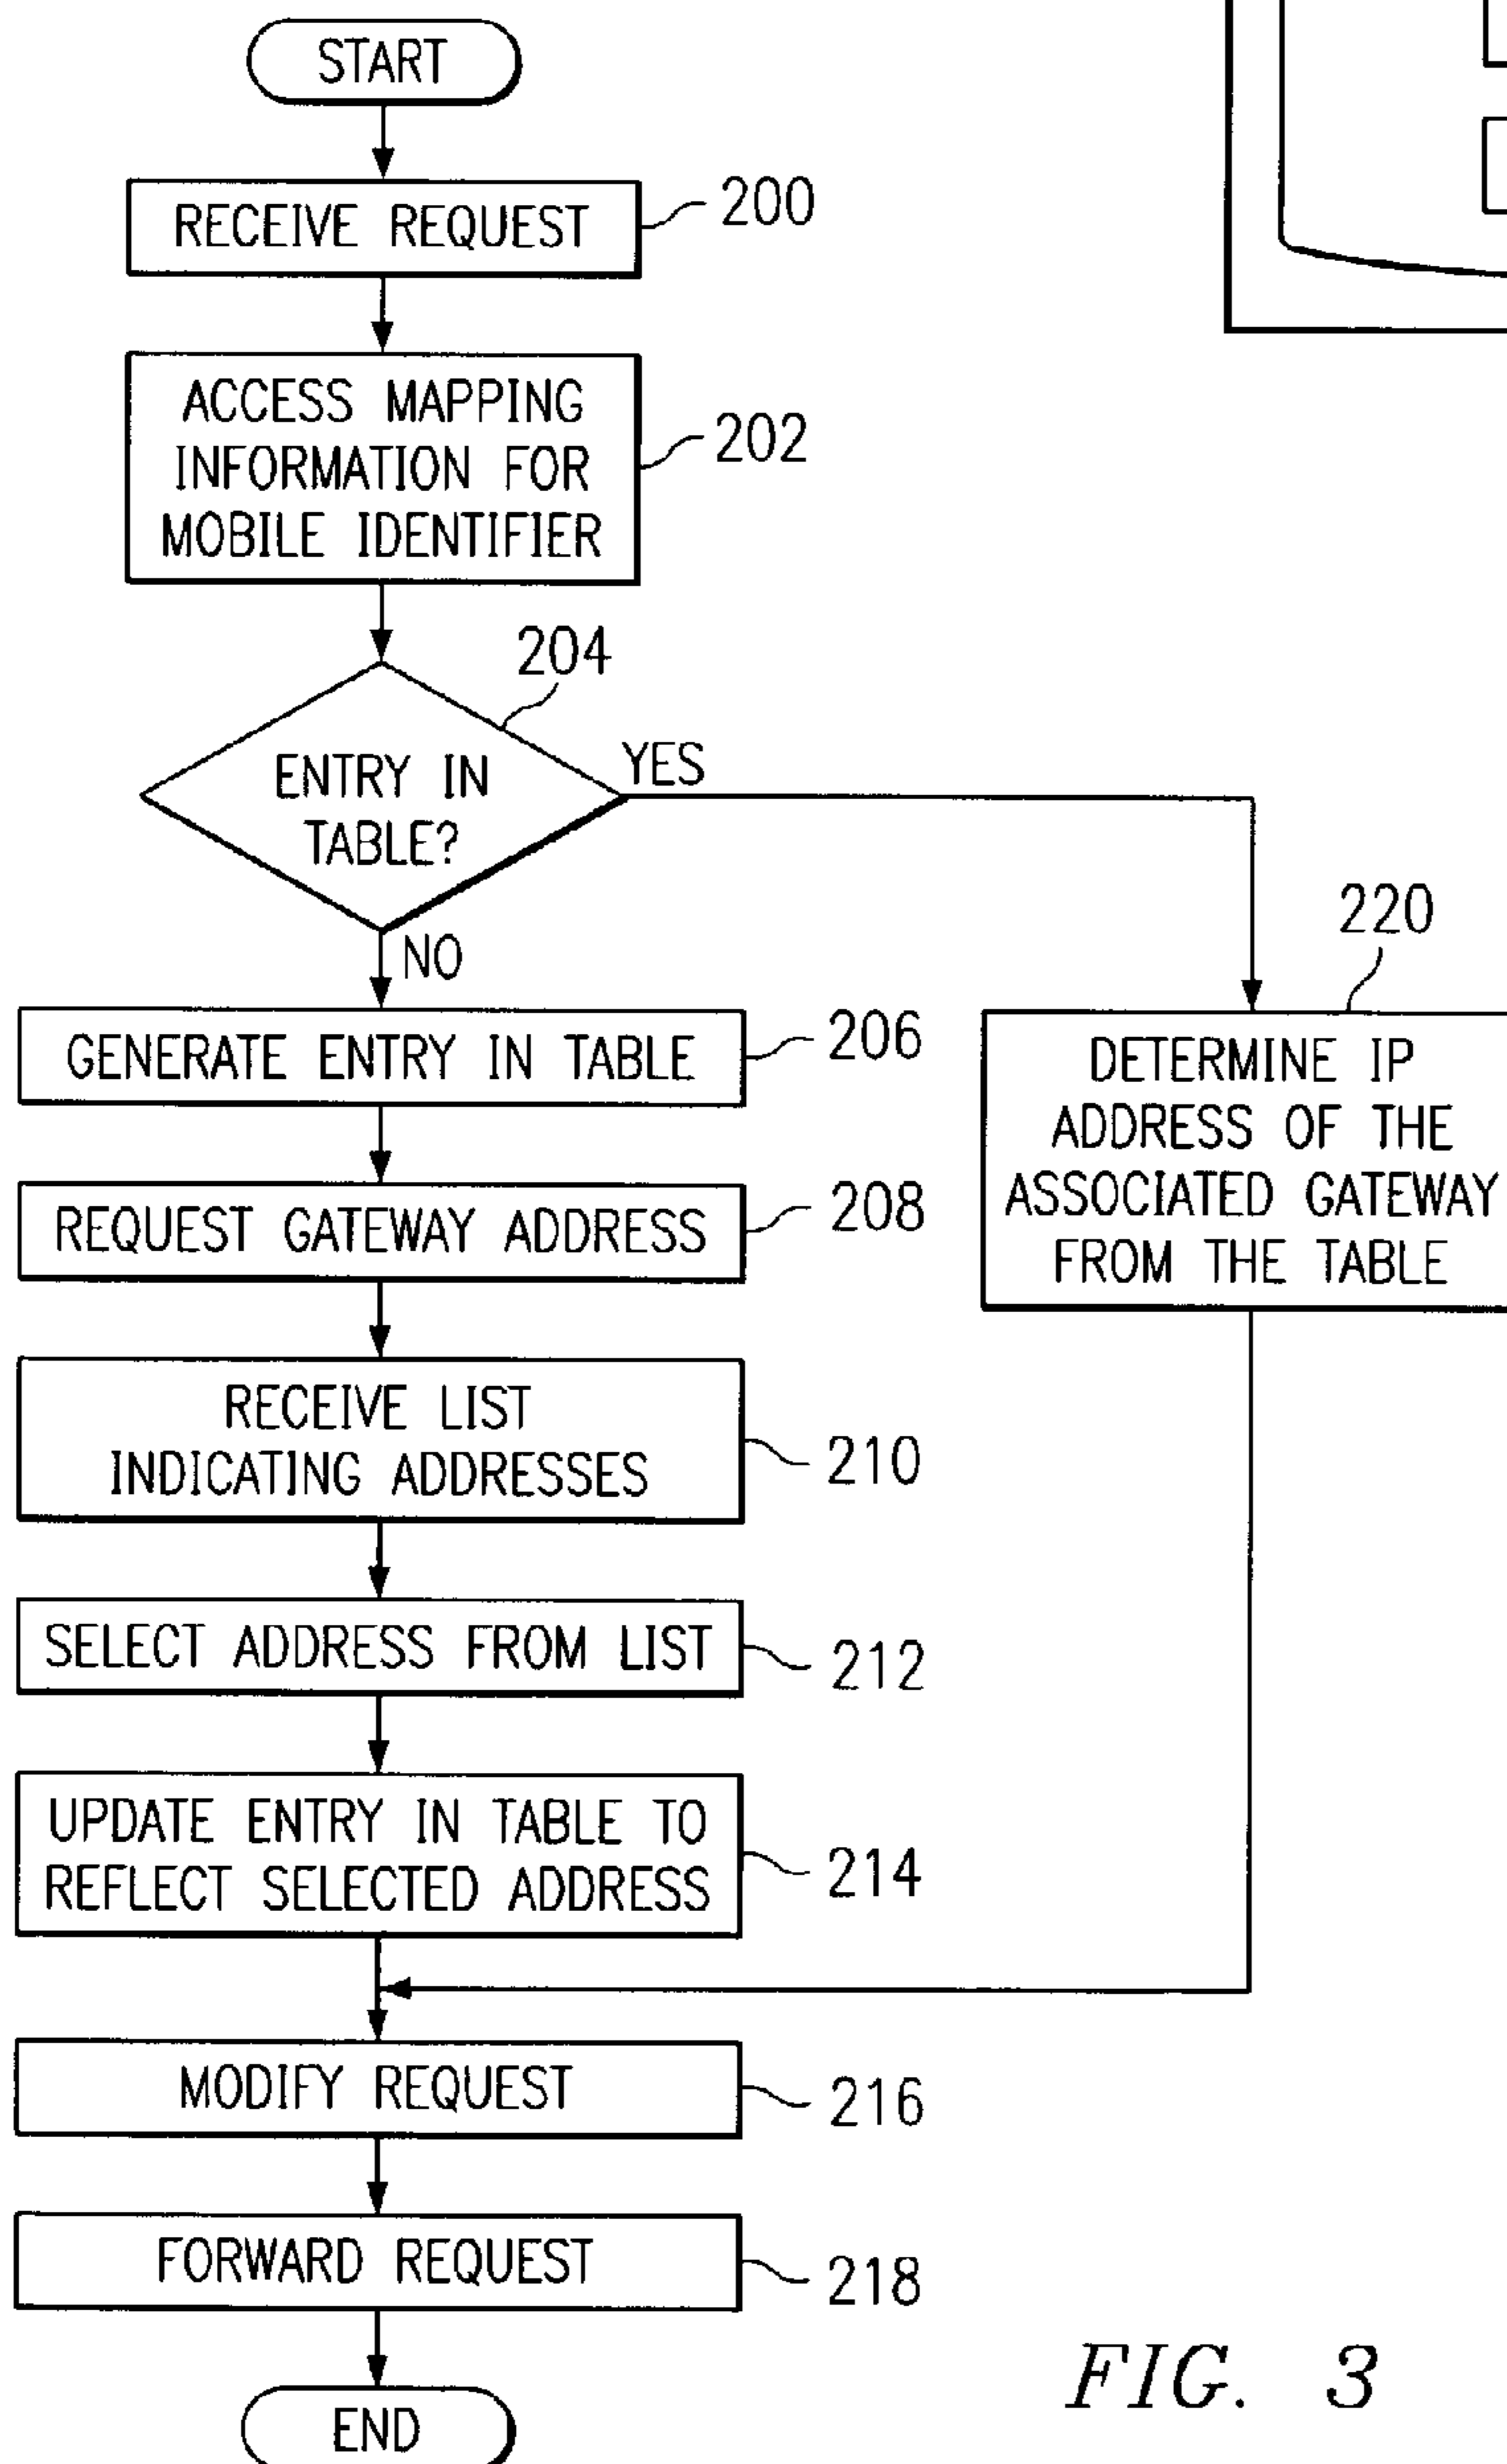 START
RECEIVE REQUEST
200
ACCESS MAPPING
INFORMATION FOR
MOBILE IDENTIFIER
202
204
ENTRY IN
TABLE?
YES
NO
GENERATE ENTRY IN TABLE
206
REQUEST GATEWAY ADDRESS
208
RECEIVE LIST
INDICATING ADDRESSES
210
SELECT ADDRESS FROM LIST
212
UPDATE ENTRY IN TABLE TO
REFLECT SELECTED ADDRESS
214
220
DETERMINE IP
ADDRESS OF THE
ASSOCIATED GATEWAY
FROM THE TABLE
MODIFY REQUEST
216
FORWARD REQUEST
218
END
FIG. 3